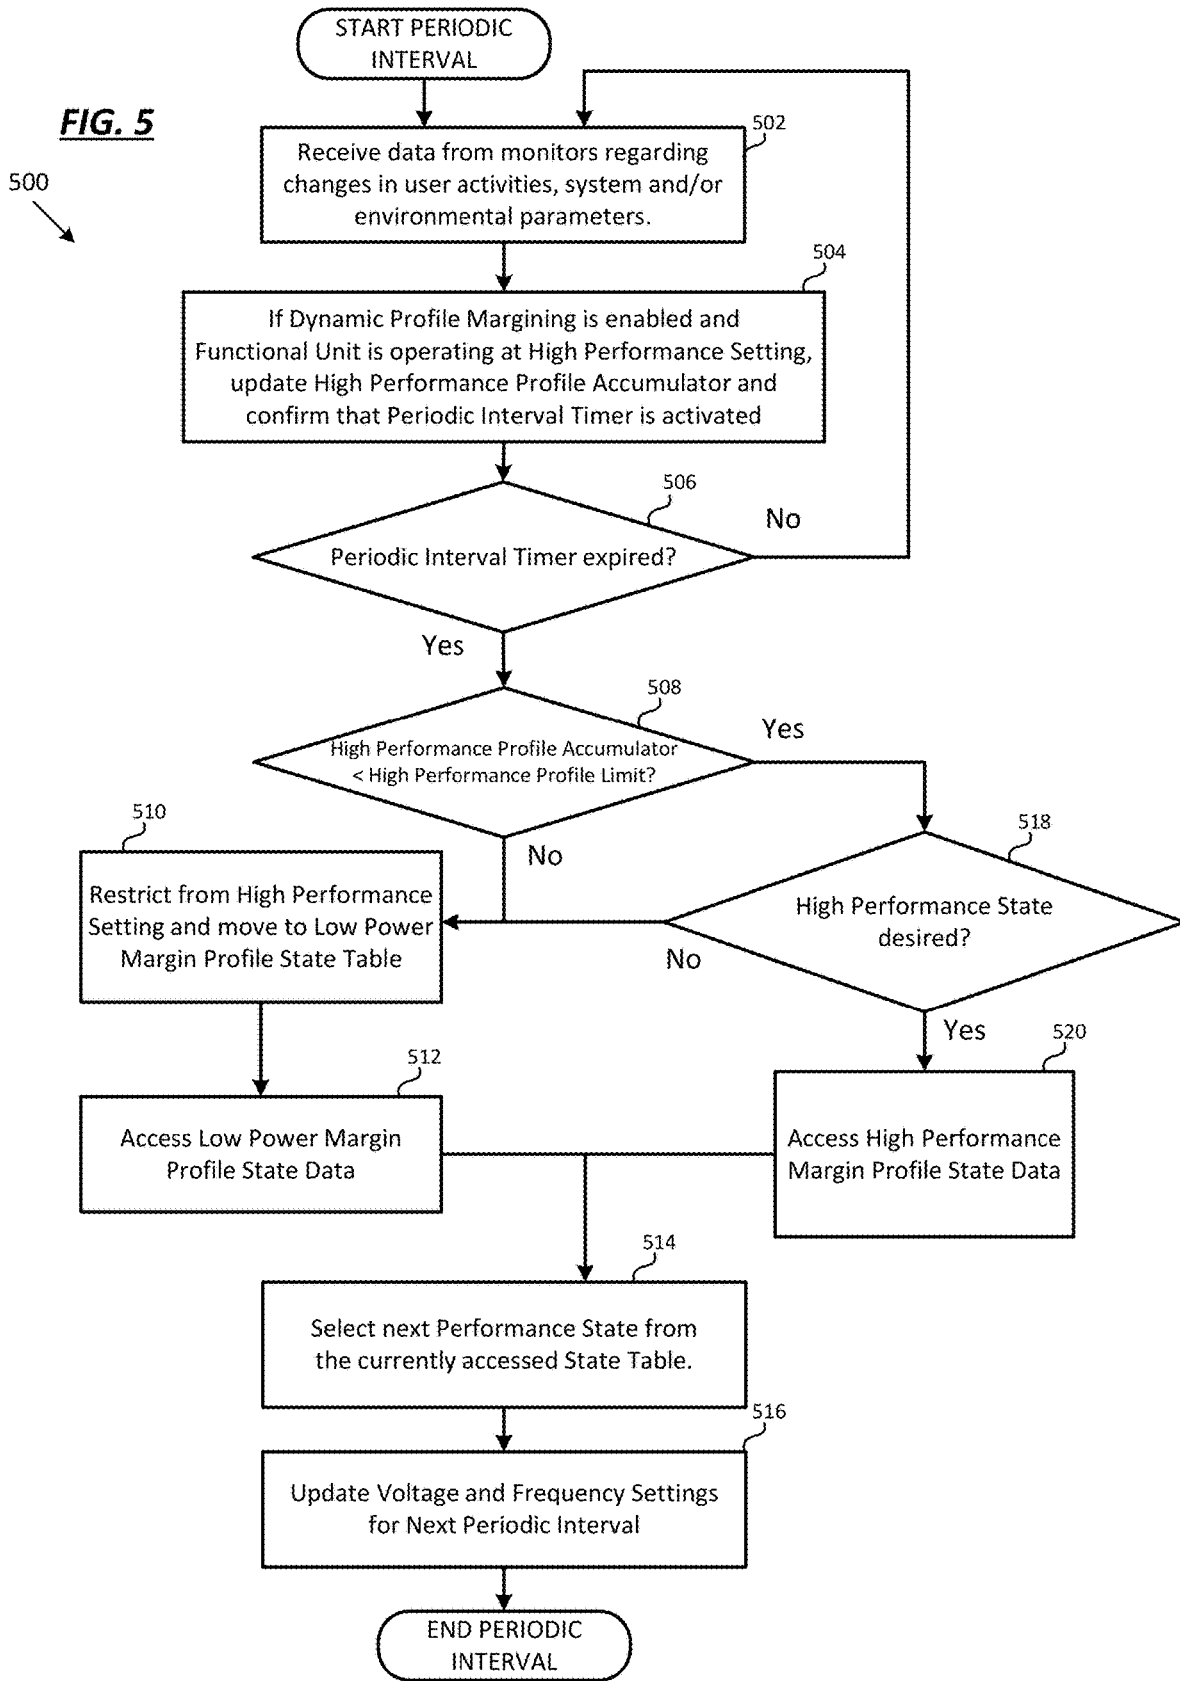 START PERIODIC
INTERVAL
FIG. 5
500
502
Receive data from monitors regarding
changes in user activities, system and/or
environmental parameters.
504
If Dynamic Profile Margining is enabled and
Functional Unit is operating at High Performance Setting,
update High Performance Profile Accumulator and
confirm that Periodic Interval Timer is activated
506
No
Periodic Interval Timer expired?
Yes
508
Yes
High Performance Profile Accumulator
< High Performance Profile Limit?
No
510
Restrict from High Performance
Setting and move to Low Power
Margin Profile State Table
518
High Performance State
desired?
No
Yes
512
Access Low Power Margin
Profile State Data
520
Access High Performance
Margin Profile State Data
514
Select next Performance State from
the currently accessed State Table.
516
Update Voltage and Frequency Settings
for Next Periodic Interval
END PERIODIC
INTERVAL